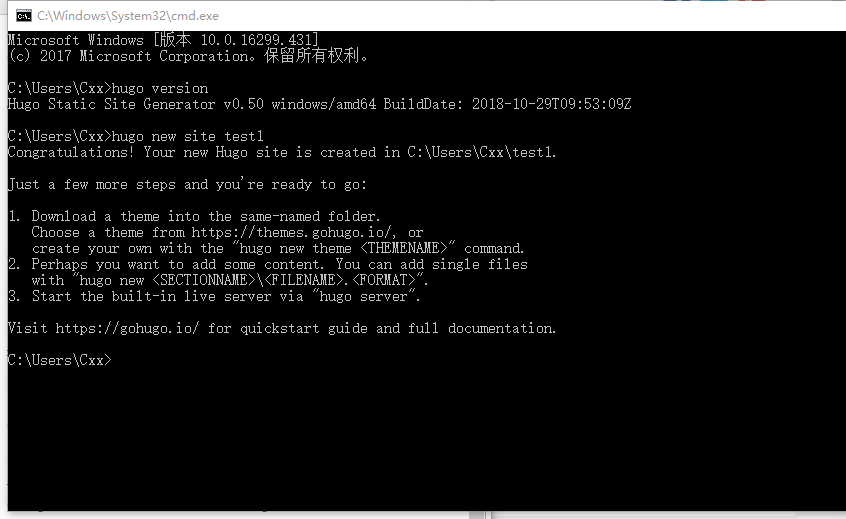 C:\Windows\System32\cmd.exe
Microsoft Windows [版本 10.0.16299.431]
(c) 2017 Microsoft Corporation。保留所有权利。
C:\Users\Cxx>hugo version
Hugo Static Site Generator v0.50 windows/amd64 BuildDate: 2018-10-29T09:53:09Z
C:\Users\Cxx>hugo new site test1
Congratulations! Your new Hugo site is created in C:\Users\Cxx\test1.
Just a few more steps and you're ready to go:
1. Download a theme into the same-named folder.
Choose a theme from https://themes.gohugo.io/, or
create your own with the "hugo new theme <THEMENAME>" command.
2. Perhaps you want to add some content. You can add single files
with "hugo new <SECTIONNAME>\<FILENAME>.<FORMAT>".
3. Start the built-in live server via "hugo server".
Visit https://gohugo.io/ for quickstart guide and full documentation.
C:\Users\Cxx>